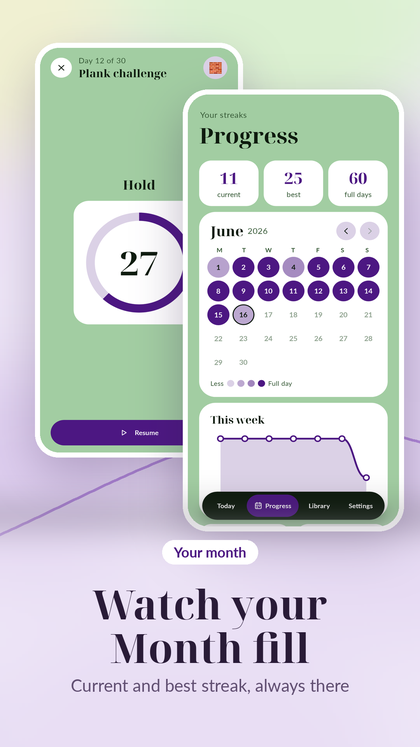 Day 12 of 30
Plank challenge
Hold
27
Resume
Your streaks
Progress
11
current
25
best
60
full days
June 2026
M T W T F S S
1 2 3 4 5 6 7
8 9 10 11 12 13 14
15 16 17 18 19 20 21
22 23 24 25 26 27 28
29 30
Less Full day
This week
Today Progress Library Settings
Your month
Watch your
Month fill
Current and best streak, always there